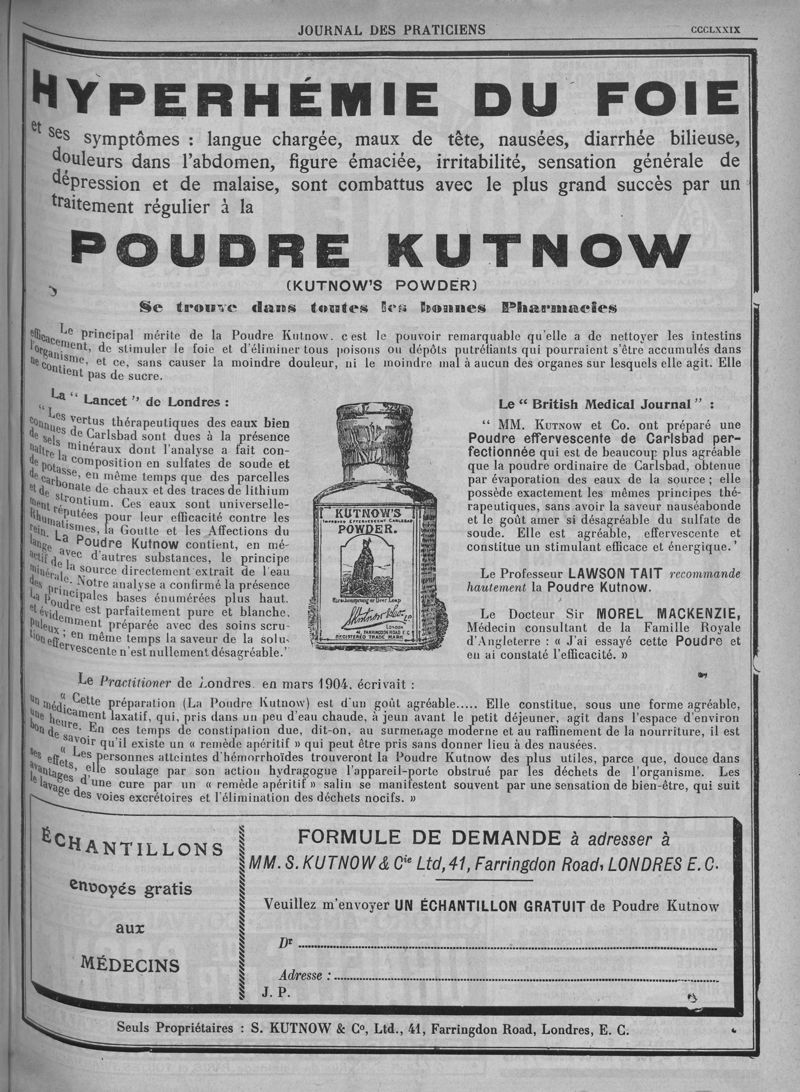 JOURNAL DES PRATICIENS
CCCLXXIX
HYPERHÉMIE DU FOIE
et ses symptômes : langue chargée, maux de tête, nausées, diarrhée bilieuse,
douleurs dans l'abdomen, figure émaciée, irritabilité, sensation générale de
dépression et de malaise, sont combattus avec le plus grand succès par un
traitement régulier à la
POUDRE KUTNOW
(KUTNOW'S POWDER)
Se trouve dans toutes les bonnes Pharmacies
Le principal mérite de la Poudre Kutnow. c est le pouvoir remarquable qu'elle a de nettoyer les intestins
efficacement, de stimuler le foie et d'éliminer tous poisons ou dépôts putréfiants qui pourraient s'être accumulés dans
l'organisme, et ce, sans causer la moindre douleur, ni le moindre mal à aucun des organes sur lesquels elle agit. Elle
ne contient pas de sucre.
La “ Lancet ” de Londres :
“ Les vertus thérapeutiques des eaux bien
connues de Carlsbad sont dues à la présence
de sels minéraux dont l'analyse a fait con-
naître la composition en sulfates de soude et
de potasse, en même temps que des parcelles
de carbonate de chaux et des traces de lithium
et de strontium. Ces eaux sont universelle-
ment réputées pour leur efficacité contre les
Rhumatismes, la Goutte et les Affections du
rein. La Poudre Kutnow contient, en mé-
lange avec d'autres substances, le principe
actif de la source directement extrait de l'eau
minérale. Notre analyse a confirmé la présence
des principales bases énumérées plus haut.
La Poudre est parfaitement pure et blanche,
et évidemment préparée avec des soins scru-
puleux ; en même temps la saveur de la solu-
tion effervescente n'est nullement désagréable.'
KUTNOW'S
IMPROVED EFFERVESCENT CARLSBAD
POWDER.
S. Kutnow & Co. Ld
London
41, FARRINGDON ROAD E C
REGISTERED TRADE MARK
Le “ British Medical Journal ” :
“ MM. KUTNOW et Co. ont préparé une
Poudre effervescente de Carlsbad per-
fectionnée qui est de beaucoup plus agréable
que la poudre ordinaire de Carlsbad, obtenue
par évaporation des eaux de la source ; elle
possède exactement les mêmes principes thé-
rapeutiques, sans avoir la saveur nauséabonde
et le goût amer si désagréable du sulfate de
soude. Elle est agréable, effervescente et
constitue un stimulant efficace et énergique.'
Le Professeur LAWSON TAIT recommande
hautement la Poudre Kutnow.
Le Docteur Sir MOREL MACKENZIE,
Médecin consultant de la Famille Royale
d'Angleterre : « J'ai essayé cette Poudre et
en ai constaté l'efficacité. »
Le Practitioner de Londres, en mars 1904, écrivait :
« Cette préparation (La Poudre Kutnow) est d'un goût agréable..... Elle constitue, sous une forme agréable,
un médicament laxatif, qui, pris dans un peu d'eau chaude, à jeun avant le petit déjeuner, agit dans l'espace d'environ
une heure. En ces temps de constipation due, dit-on, au surmenage moderne et au raffinement de la nourriture, il est
bon de savoir qu'il existe un « remède apéritif » qui peut être pris sans donner lieu à des nausées.
« Les personnes atteintes d'hémorrhoïdes trouveront la Poudre Kutnow des plus utiles, parce que, douce dans
ses effets, elle soulage par son action hydragogue l'appareil-porte obstrué par les déchets de l'organisme. Les
avantages d'une cure par un « remède apéritif » salin se manifestent souvent par une sensation de bien-être, qui suit
le lavage des voies excrétoires et l'élimination des déchets nocifs. »
ÉCHANTILLONS
envoyés gratis
aux
MÉDECINS
FORMULE DE DEMANDE à adresser à
MM. S. KUTNOW & Cie Ltd, 41, Farringdon Road, LONDRES E. C.
Veuillez m'envoyer UN ÉCHANTILLON GRATUIT de Poudre Kutnow
Dr
Adresse :
J. P.
Seuls Propriétaires : S. KUTNOW & Co, Ltd., 41, Farringdon Road, Londres, E. C.